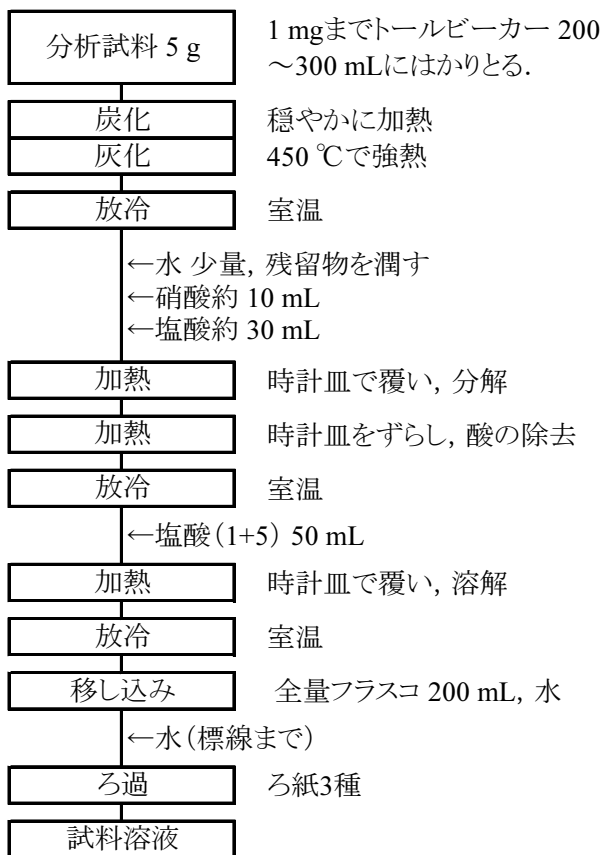 分析試料 5 g
1 mgまでトールビーカー 200
～300 mLにはかりとる.
炭化 穏やかに加熱
灰化 450 ℃で強熱
放冷 室温
←水 少量, 残留物を潤す
←硝酸約 10 mL
←塩酸約 30 mL
加熱 時計皿で覆い, 分解
加熱 時計皿をずらし, 酸の除去
放冷 室温
←塩酸（1+5） 50 mL
加熱 時計皿で覆い, 溶解
放冷 室温
移し込み 全量フラスコ 200 mL, 水
←水（標線まで）
ろ過 ろ紙3種
試料溶液